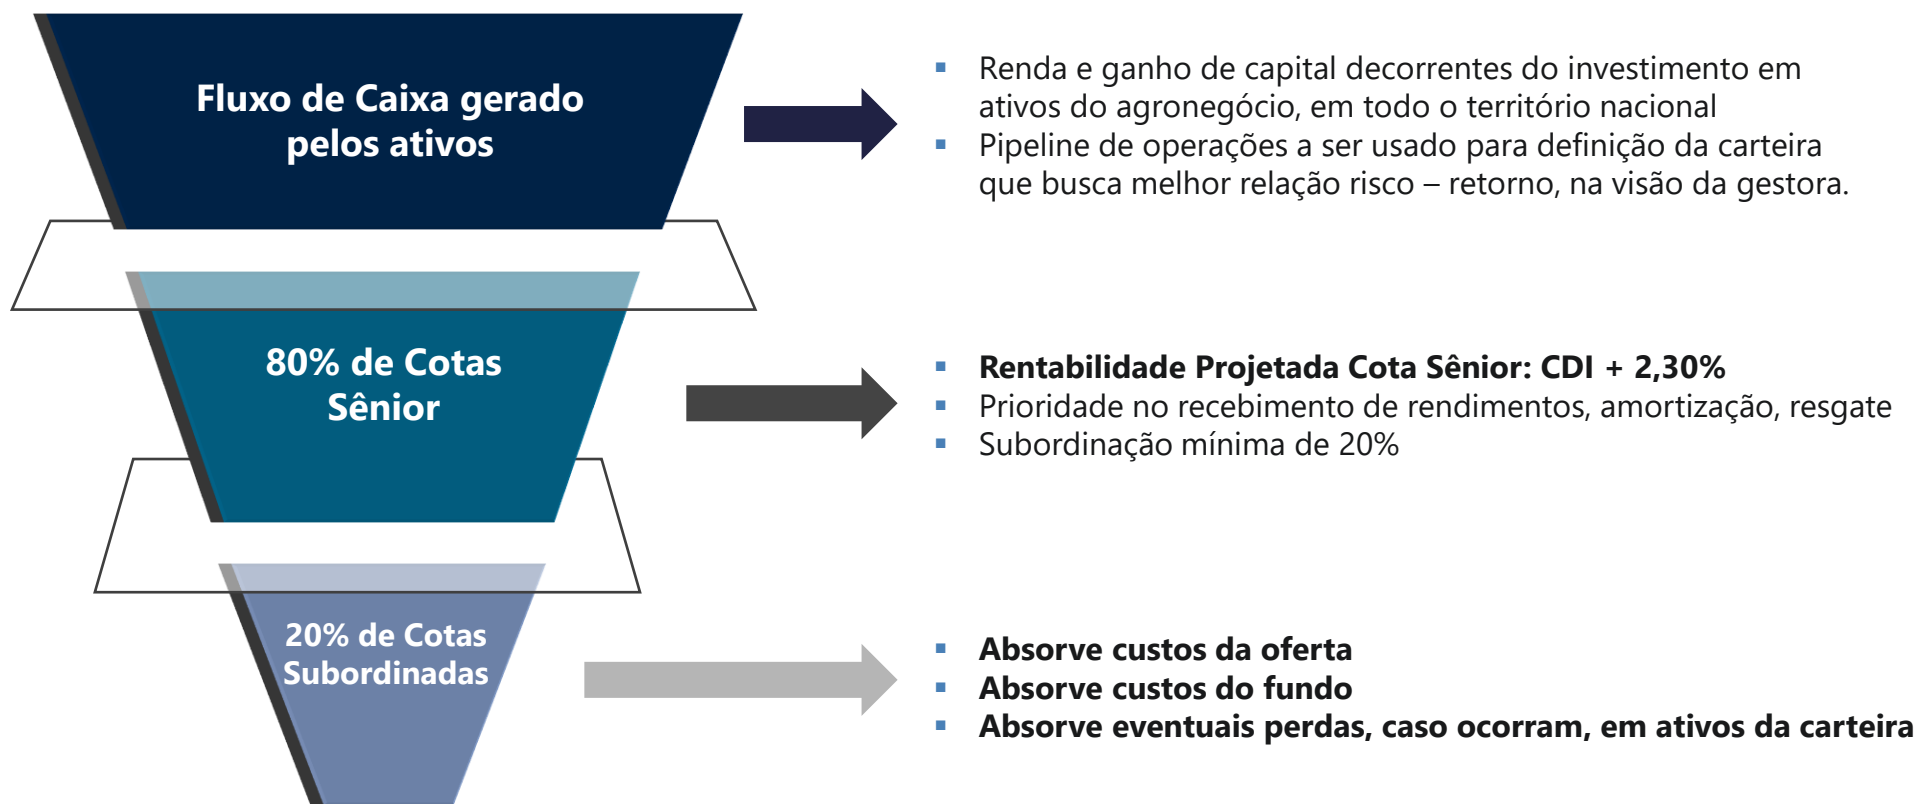 Fluxo de Caixa gerado
pelos ativos
▪ Renda e ganho de capital decorrentes do investimento em
ativos do agronegócio, em todo o território nacional
▪ Pipeline de operações a ser usado para definição da carteira
que busca melhor relação risco – retorno, na visão da gestora.
80% de Cotas
Sênior
▪ Rentabilidade Projetada Cota Sênior: CDI + 2,30%
▪ Prioridade no recebimento de rendimentos, amortização, resgate
▪ Subordinação mínima de 20%
20% de Cotas
Subordinadas
▪ Absorve custos da oferta
▪ Absorve custos do fundo
▪ Absorve eventuais perdas, caso ocorram, em ativos da carteira